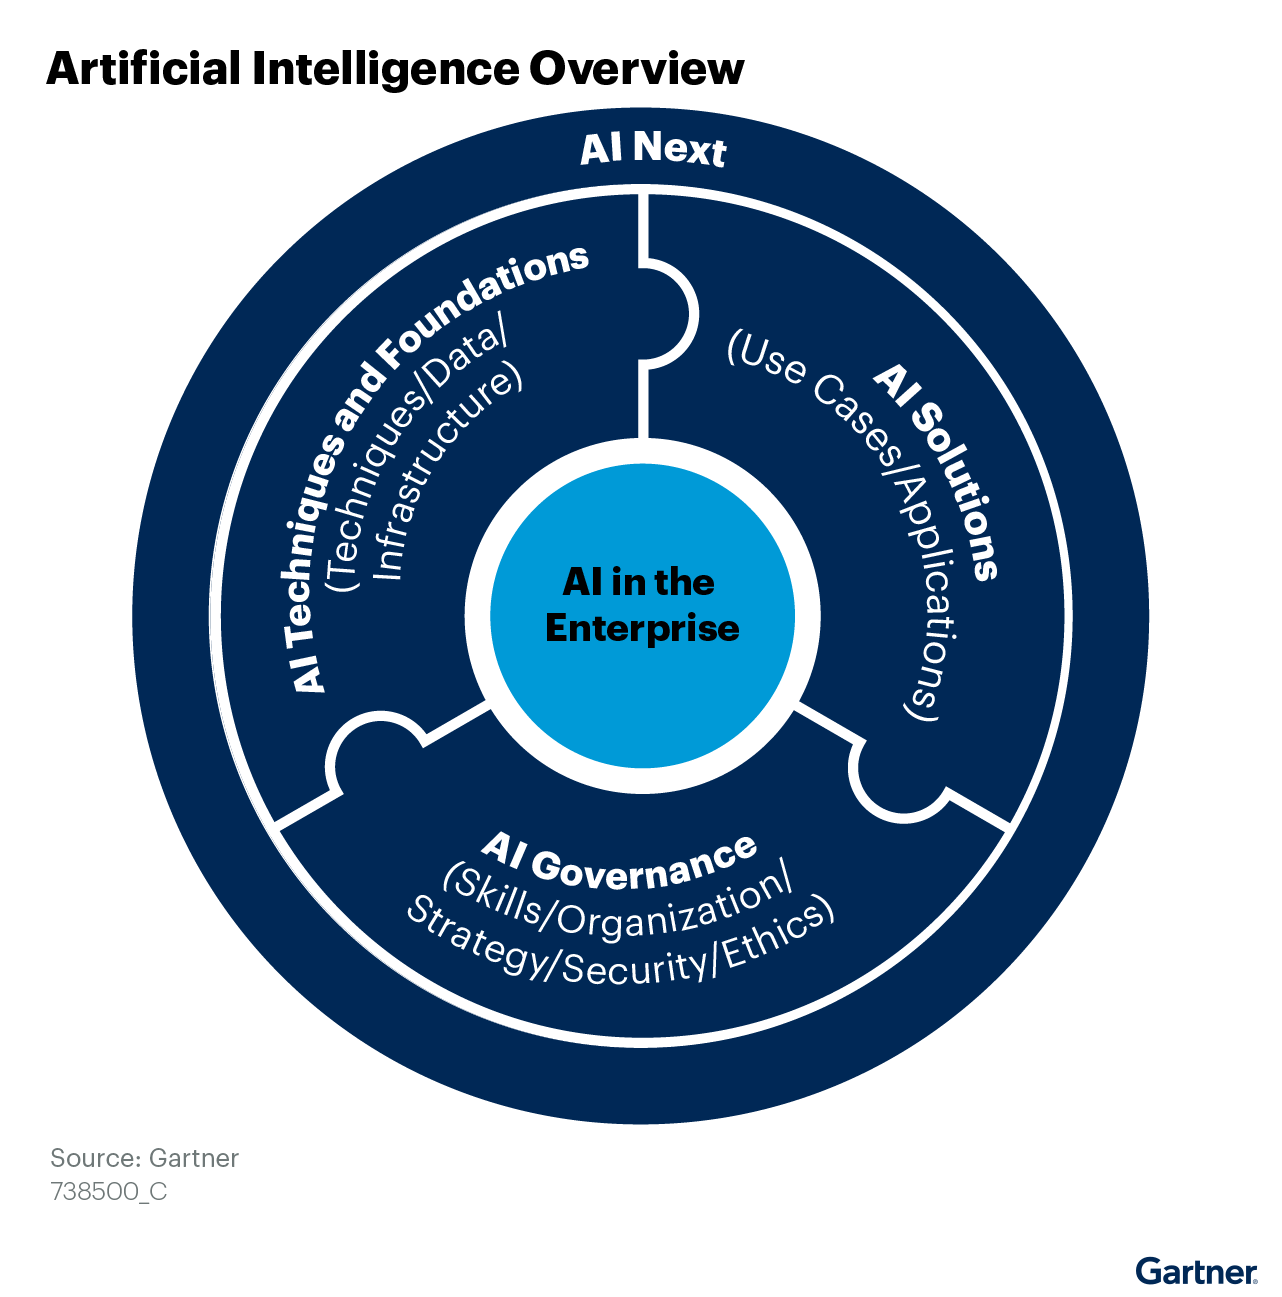 Artificial Intelligence Overview
AI Next
AI Techniques and Foundations
(Techniques/Data/
Infrastructure)
AI Solutions
(Use Cases/Applications)
AI in the
Enterprise
AI Governance
(Skills/Organization/
Strategy/Security/Ethics)
Source: Gartner
738500_C
Gartner®